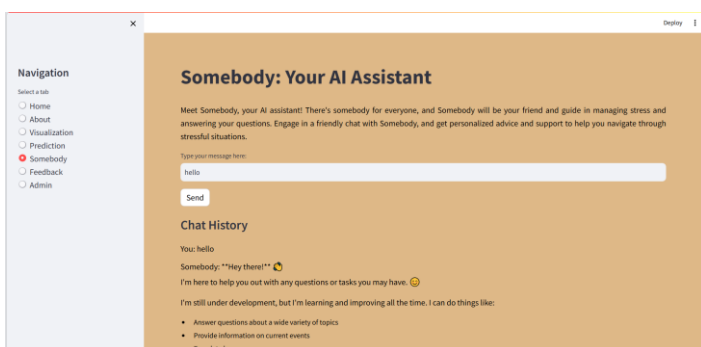 Deploy
Navigation
Select a tab
Home
About
Visualization
Prediction
Somebody
Feedback
Admin
Somebody: Your AI Assistant
Meet Somebody, your AI assistant! There's somebody for everyone, and Somebody will be your friend and guide in managing stress and
answering your questions. Engage in a friendly chat with Somebody, and get personalized advice and support to help you navigate through
stressful situations.
Type your message here:
hello
Send
Chat History
You: hello
Somebody: **Hey there!** 👋
I'm here to help you out with any questions or tasks you may have. 😊
I'm still under development, but I'm learning and improving all the time. I can do things like:
• Answer questions about a wide variety of topics
• Provide information on current events